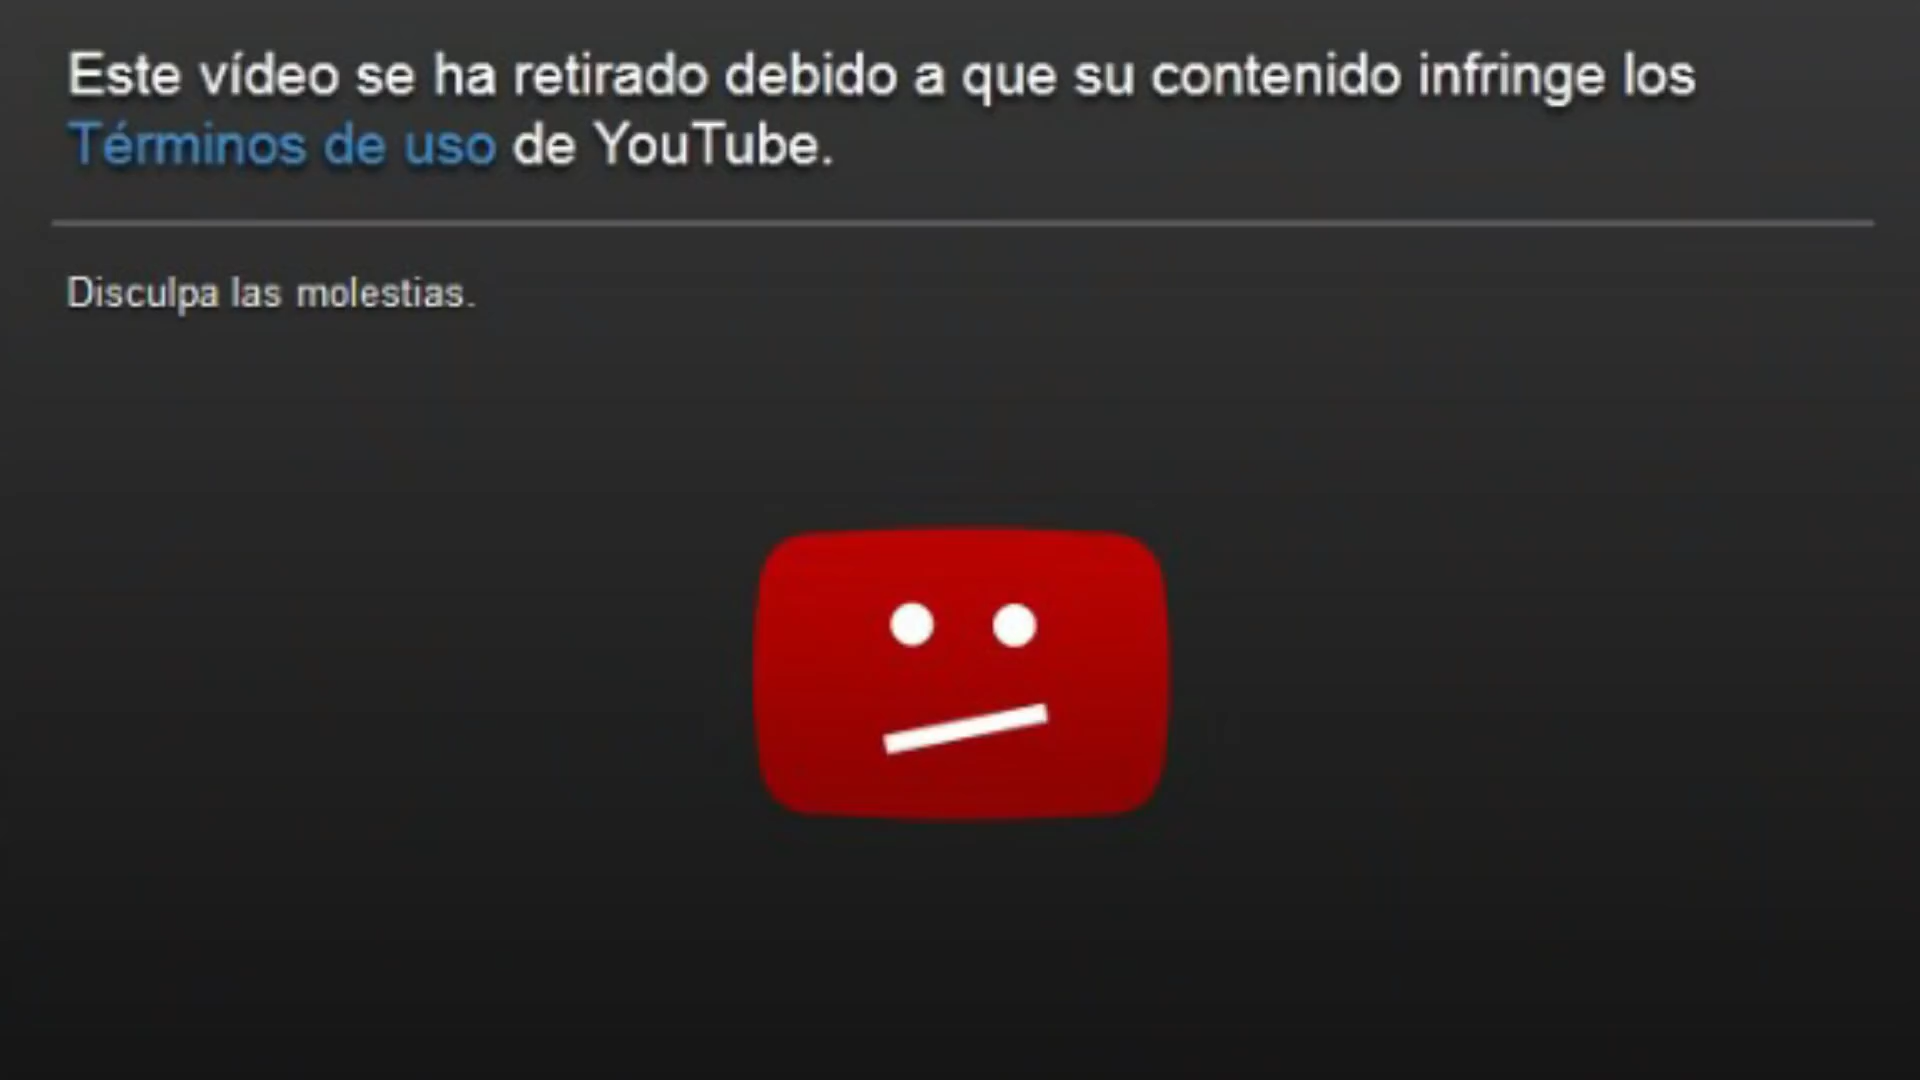 Este vídeo se ha retirado debido a que su contenido infringe los
Términos de uso de YouTube.
Disculpa las molestias.